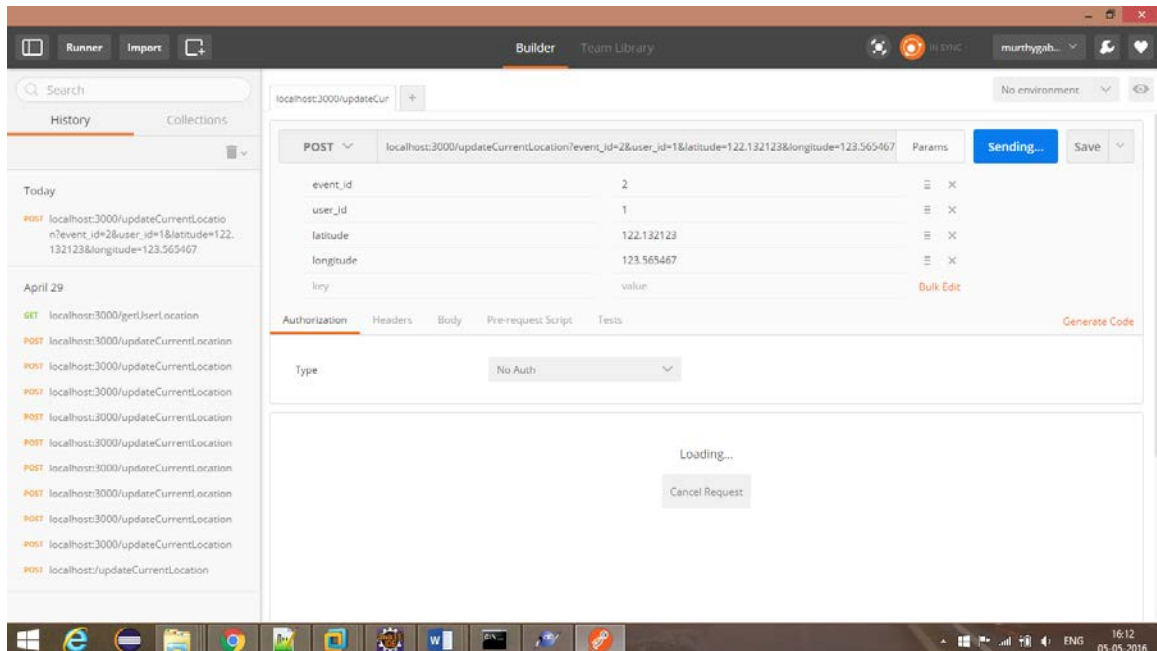 Runner
Import
Builder
Team Library
IN SYNC
murthygab...
Search
History
Collections
Today
POST localhost:3000/updateCurrentLocatio
n?event_id=2&user_id=1&latitude=122.
132123&longitude=123.565467
April 29
GET localhost:3000/getUserLocation
POST localhost:3000/updateCurrentLocation
POST localhost:3000/updateCurrentLocation
POST localhost:3000/updateCurrentLocation
POST localhost:3000/updateCurrentLocation
POST localhost:3000/updateCurrentLocation
POST localhost:3000/updateCurrentLocation
POST localhost:3000/updateCurrentLocation
POST localhost:3000/updateCurrentLocation
POST localhost:3000/updateCurrentLocation
POST localhost:/updateCurrentLocation
localhost:3000/updateCur
No environment
POST
localhost:3000/updateCurrentLocation?event_id=2&user_id=1&latitude=122.132123&longitude=123.565467
Params
Sending...
Save
event_id 2
user_id 1
latitude 122.132123
longitude 123.565467
key value
Bulk Edit
Authorization Headers Body Pre-request Script Tests
Generate Code
Type
No Auth
Loading...
Cancel Request
ENG
16:12
05-05-2016